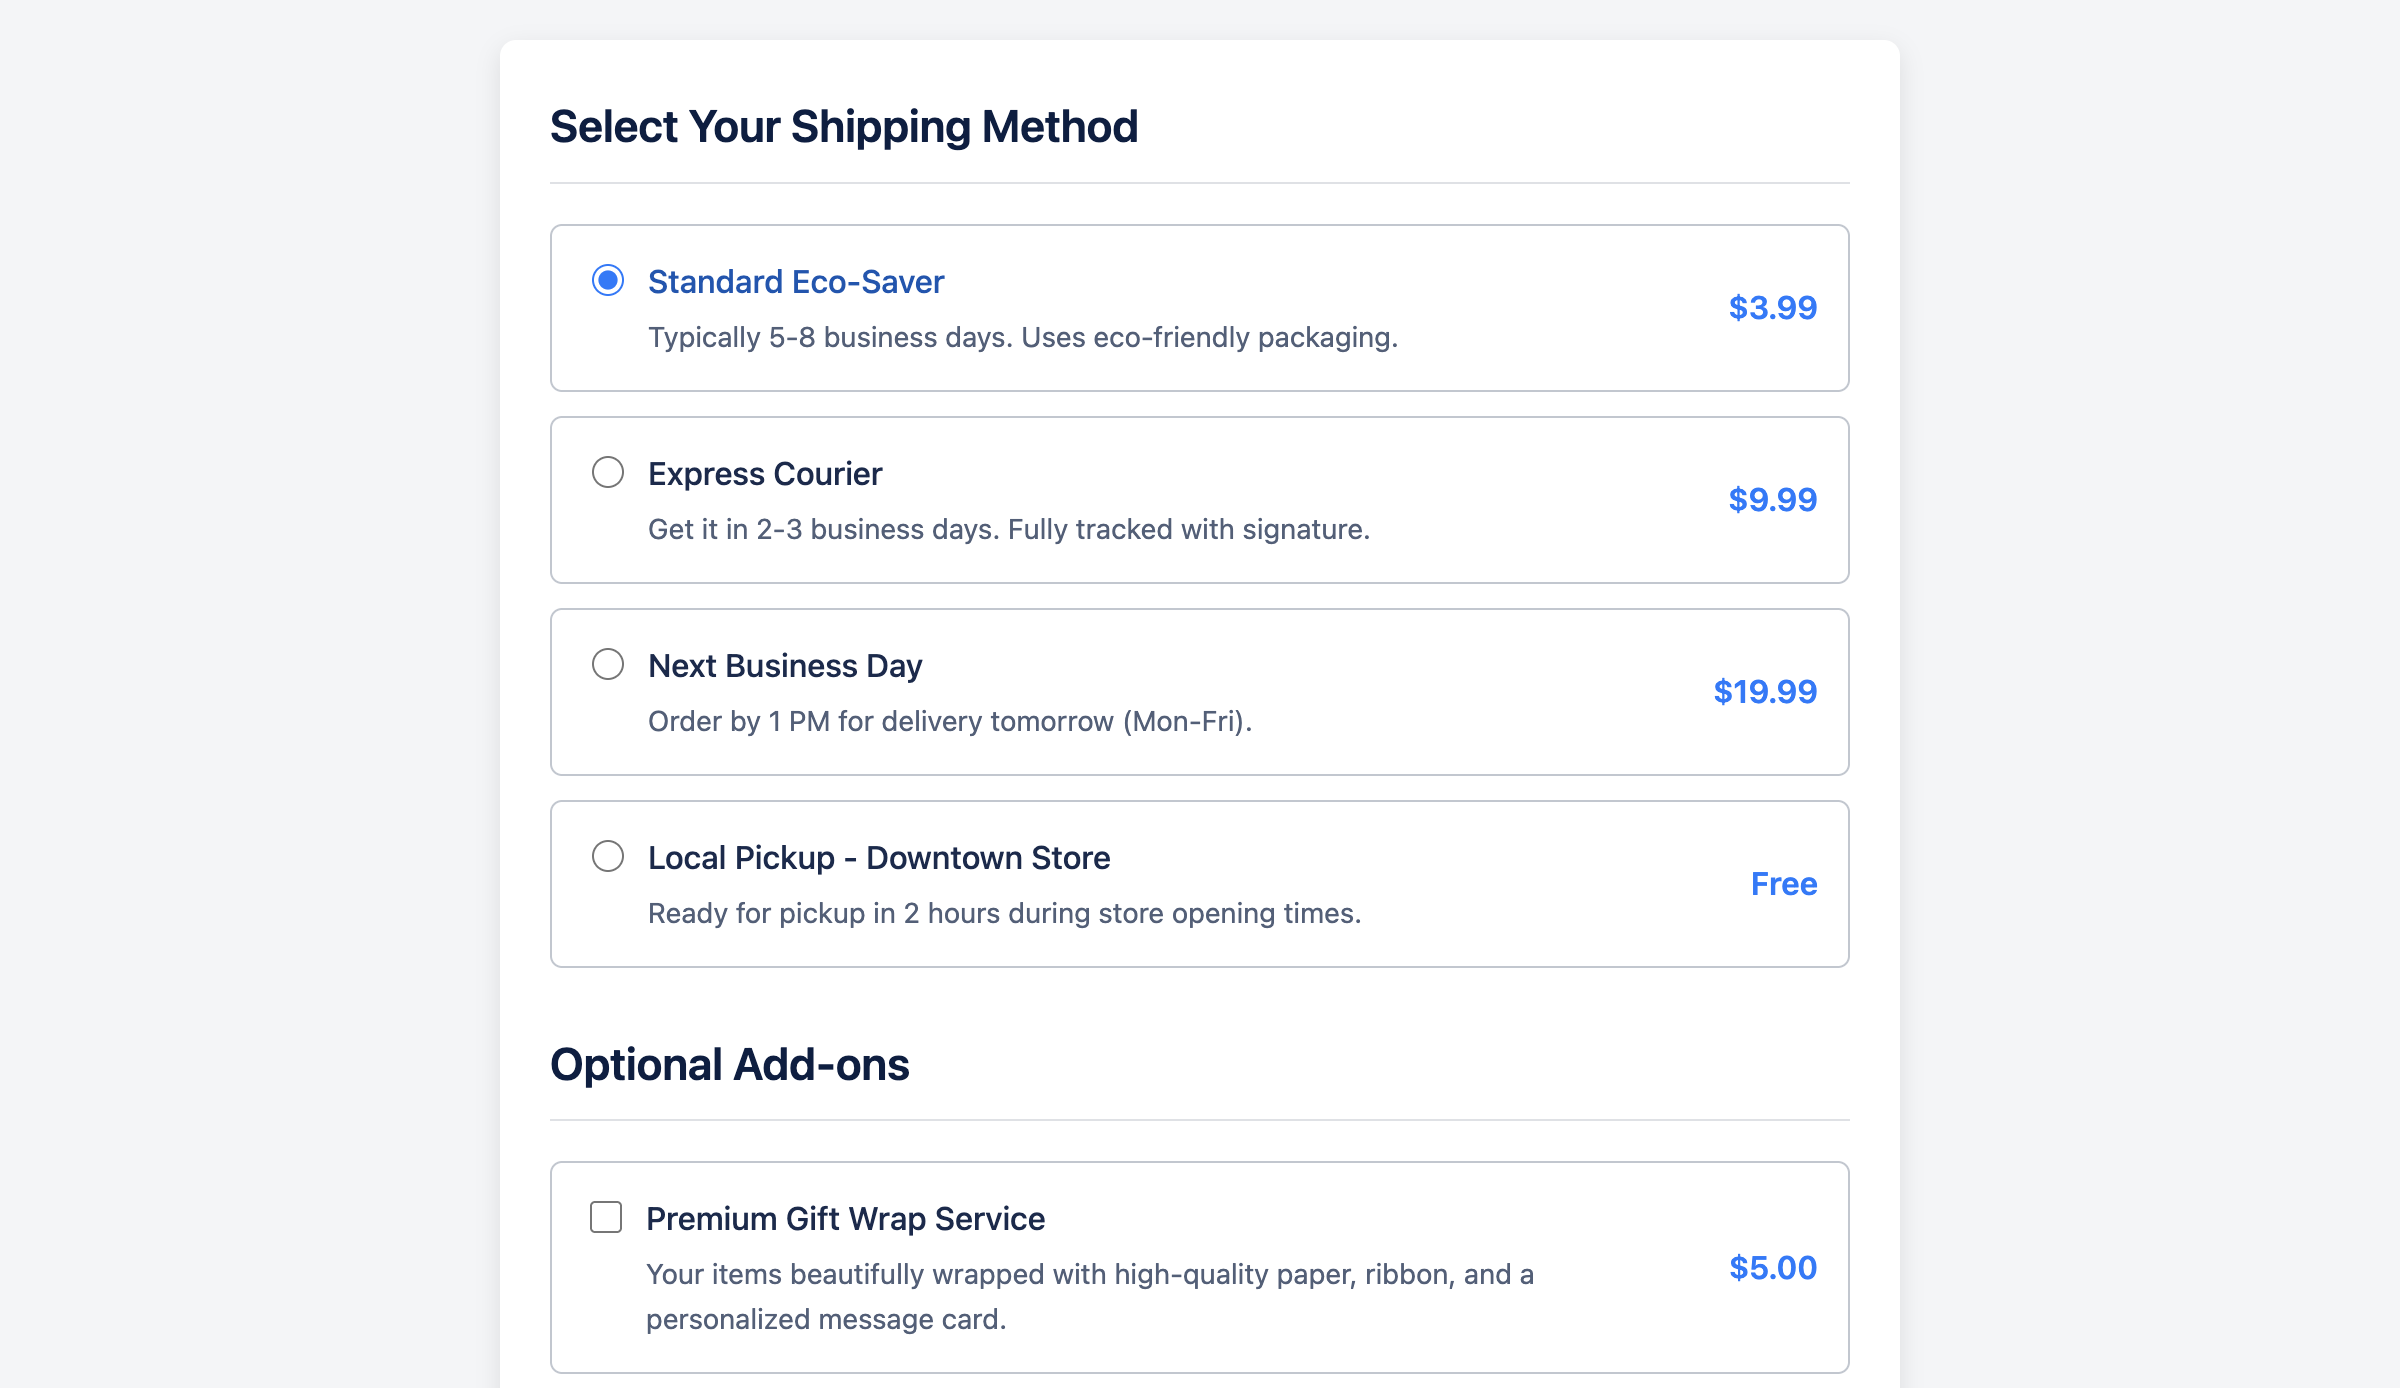 Select Your Shipping Method
Standard Eco-Saver
Typically 5-8 business days. Uses eco-friendly packaging.
$3.99
Express Courier
Get it in 2-3 business days. Fully tracked with signature.
$9.99
Next Business Day
Order by 1 PM for delivery tomorrow (Mon-Fri).
$19.99
Local Pickup - Downtown Store
Ready for pickup in 2 hours during store opening times.
Free
Optional Add-ons
Premium Gift Wrap Service
Your items beautifully wrapped with high-quality paper, ribbon, and a
personalized message card.
$5.00